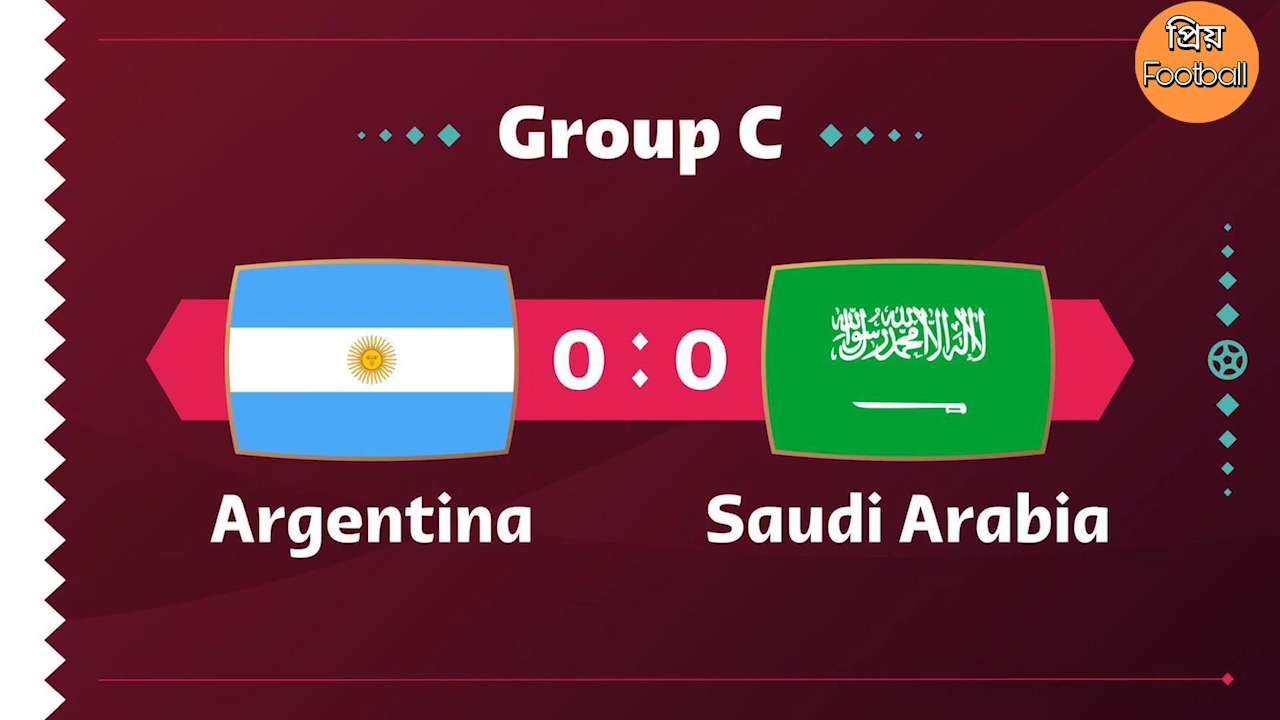 প্রিয়
Football
Group C
0 : 0
لا إله إلا الله محمد رسول الله
Argentina
Saudi Arabia